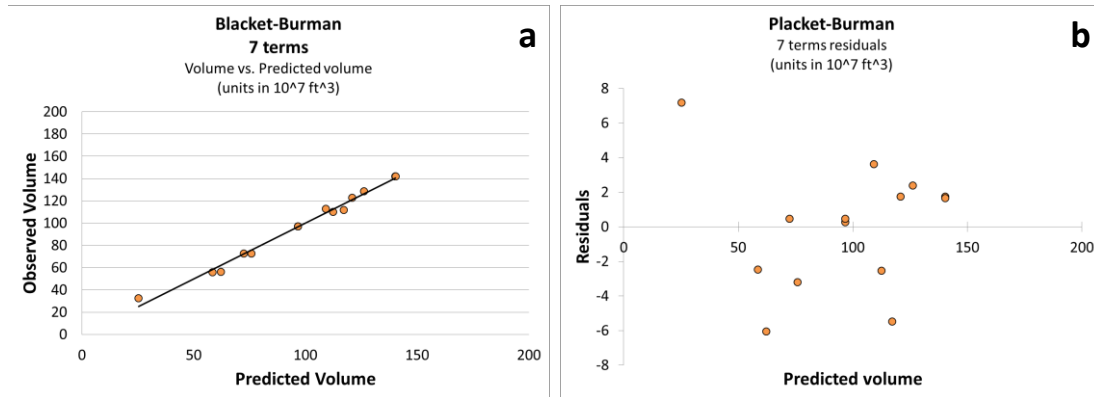 Blacket-Burman
7 terms
Volume vs. Predicted volume
(units in 10^7 ft^3)
a
200
180
160
140
120
100
80
60
40
20
0
Observed Volume
0 50 100 150 200
Predicted Volume
Placket-Burman
7 terms residuals
(units in 10^7 ft^3)
b
8
6
4
2
0
-2
-4
-6
-8
Residuals
0 50 100 150 200
Predicted volume